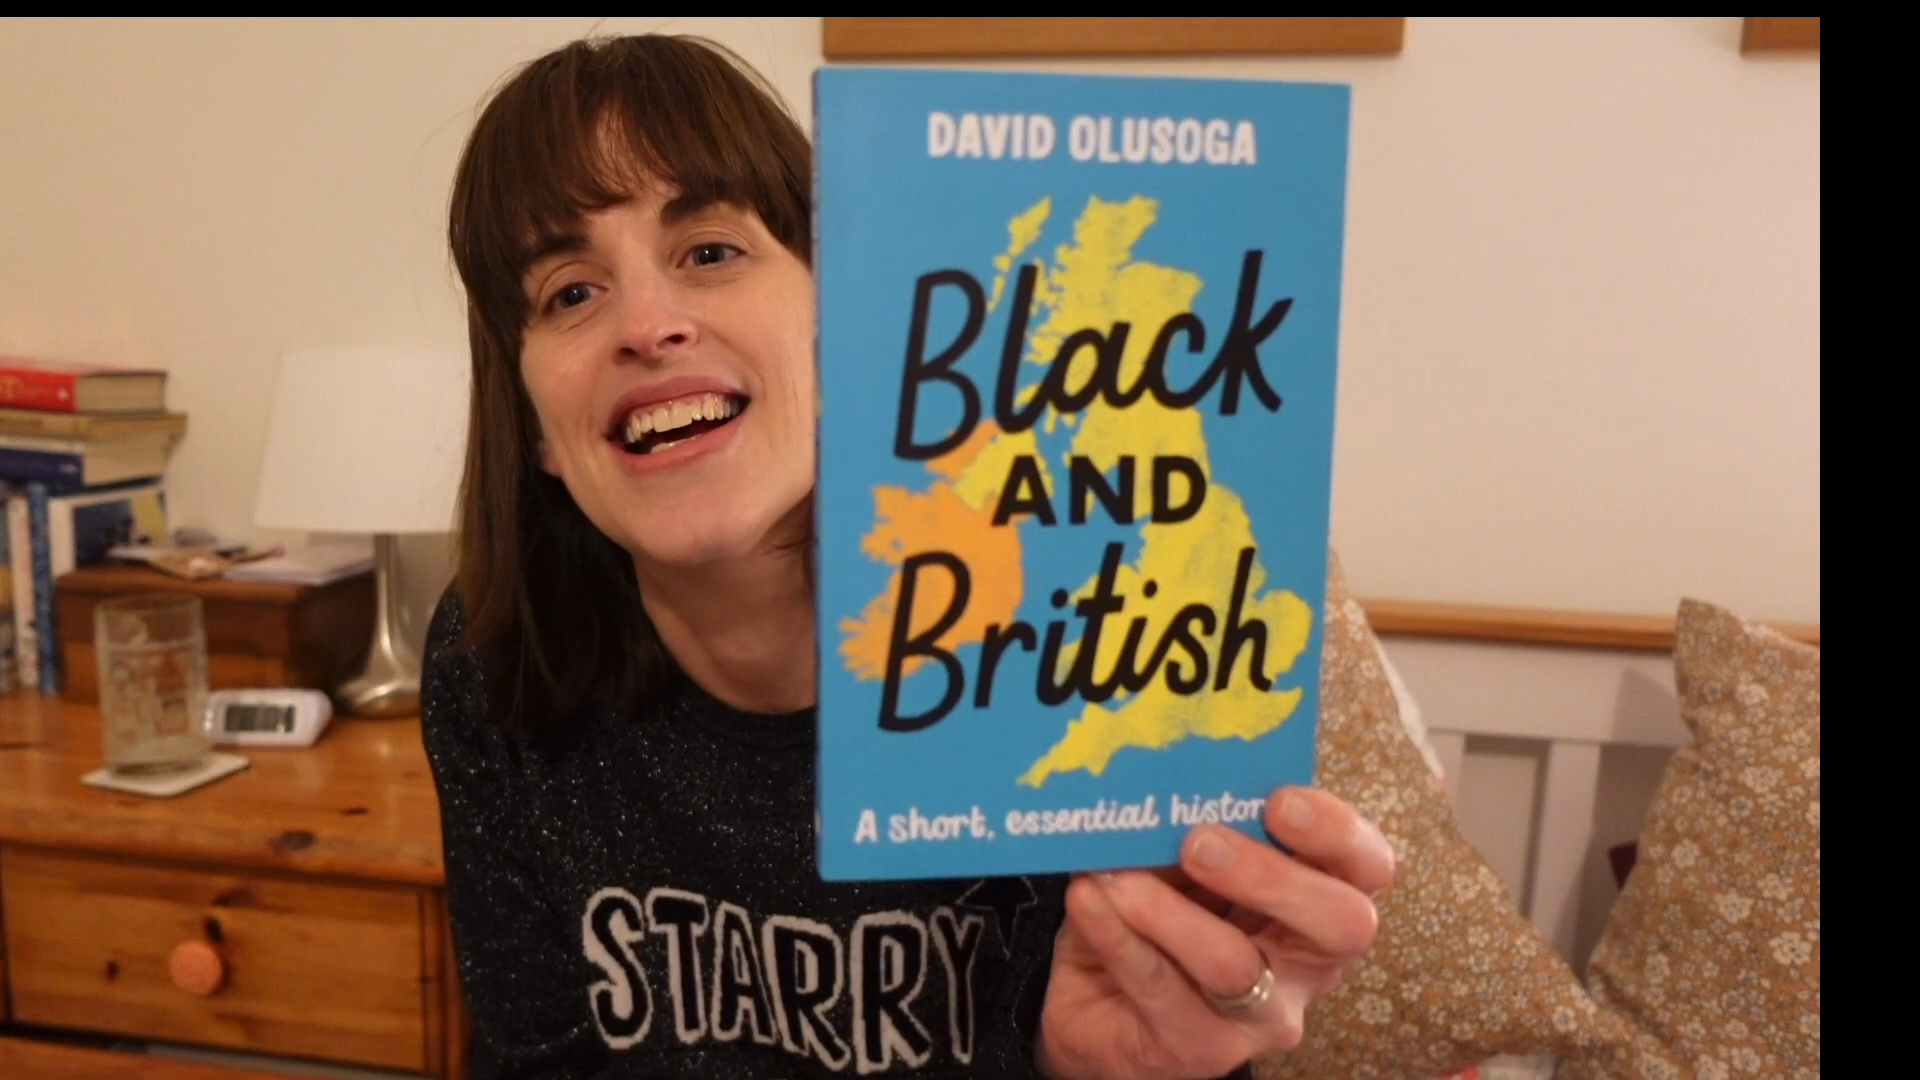 DAVID OLUSOGA
Black
AND
British
A short, essential histor
STARRY